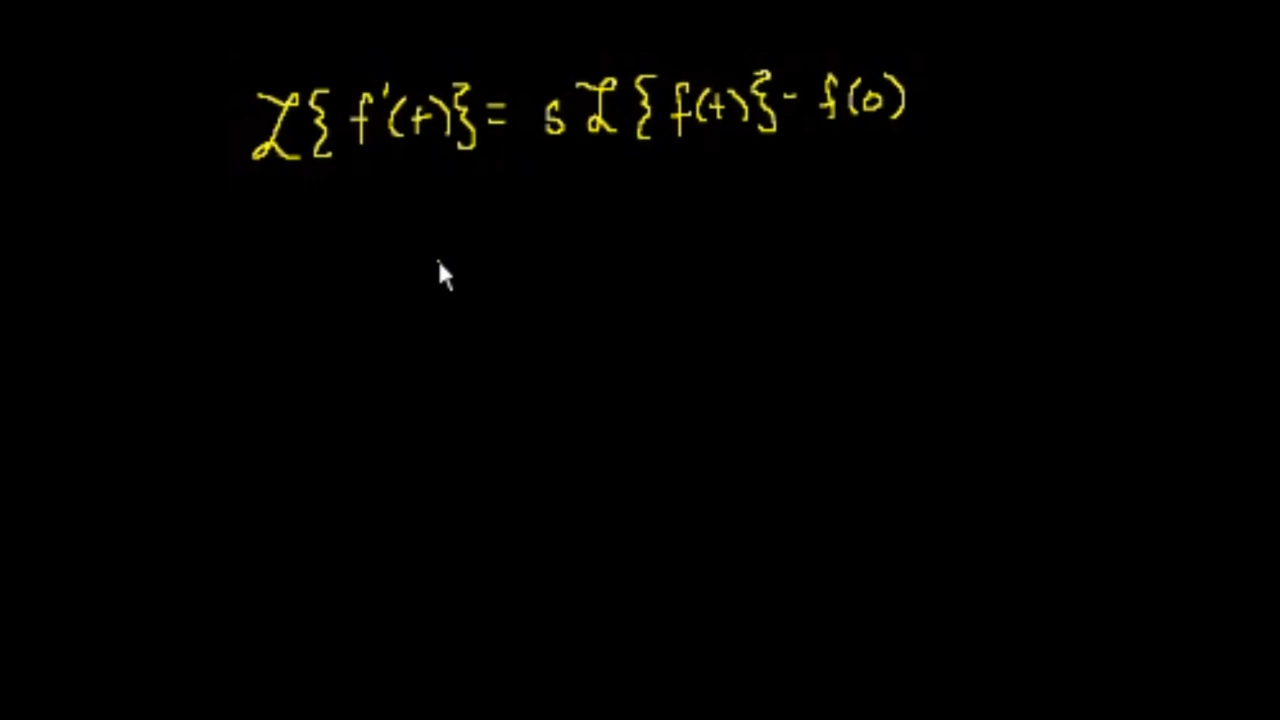 ℒ{f'(t)} = sℒ{f(t)} - f(0)